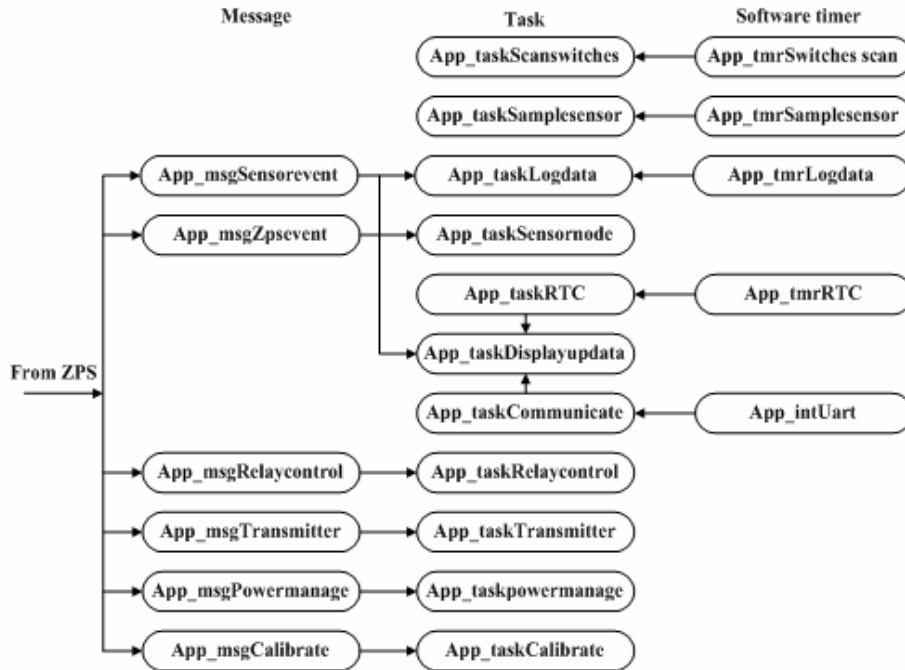 Message Task Software timer
App_taskScanswitches App_tmrSwitches scan
App_taskSamplesensor App_tmrSamplesensor
App_msgSensorevent App_taskLogdata App_tmrLogdata
App_msgZpsevent App_taskSensornode
App_taskRTC App_tmrRTC
App_taskDisplayupdata
From ZPS
App_taskCommunicate App_intUart
App_msgRelaycontrol App_taskRelaycontrol
App_msgTransmitter App_taskTransmitter
App_msgPowermanage App_taskpowermanage
App_msgCalibrate App_taskCalibrate